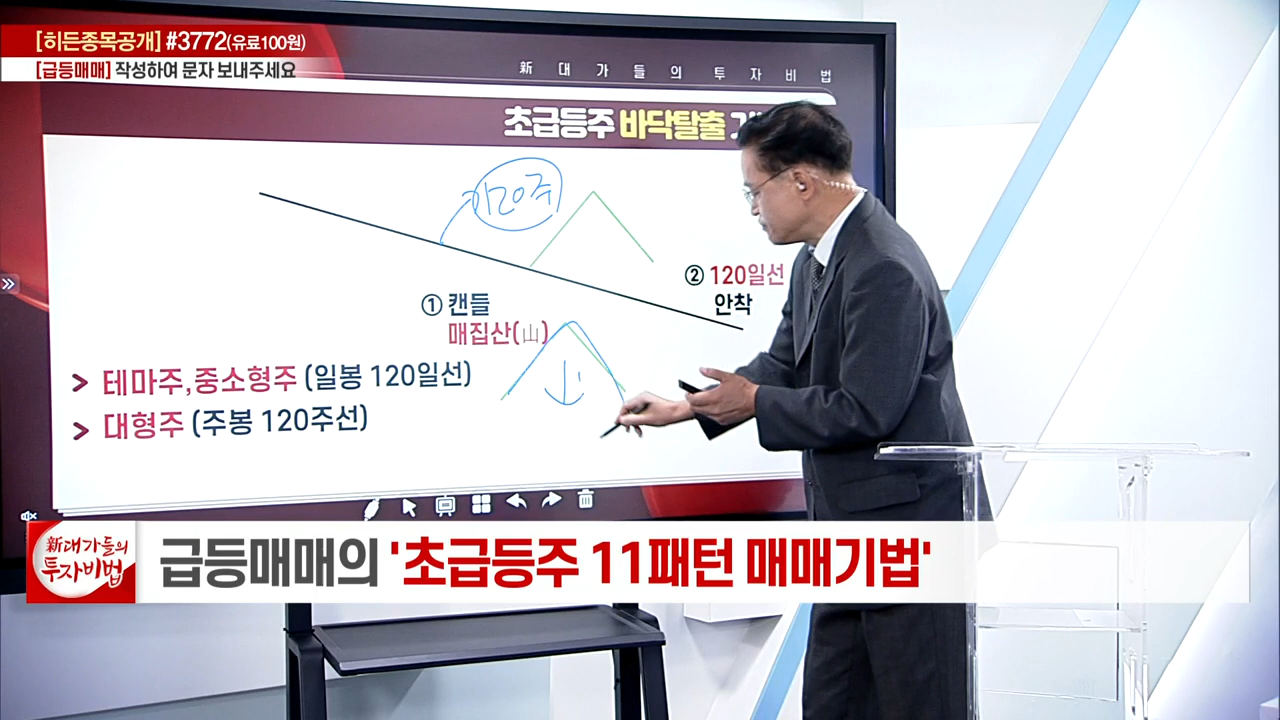 [히든종목공개] #3772(유료100원)
[급등매매] 작성하여 문자 보내주세요
新대가들의 투자비법
초급등주 바닥탈출
120주
② 120일선
안착
① 캔들
매집산(山)
山
> 테마주,중소형주 (일봉 120일선)
> 대형주 (주봉 120주선)
新대가들의
투자비법
급등매매의 '초급등주 11패턴 매매기법'